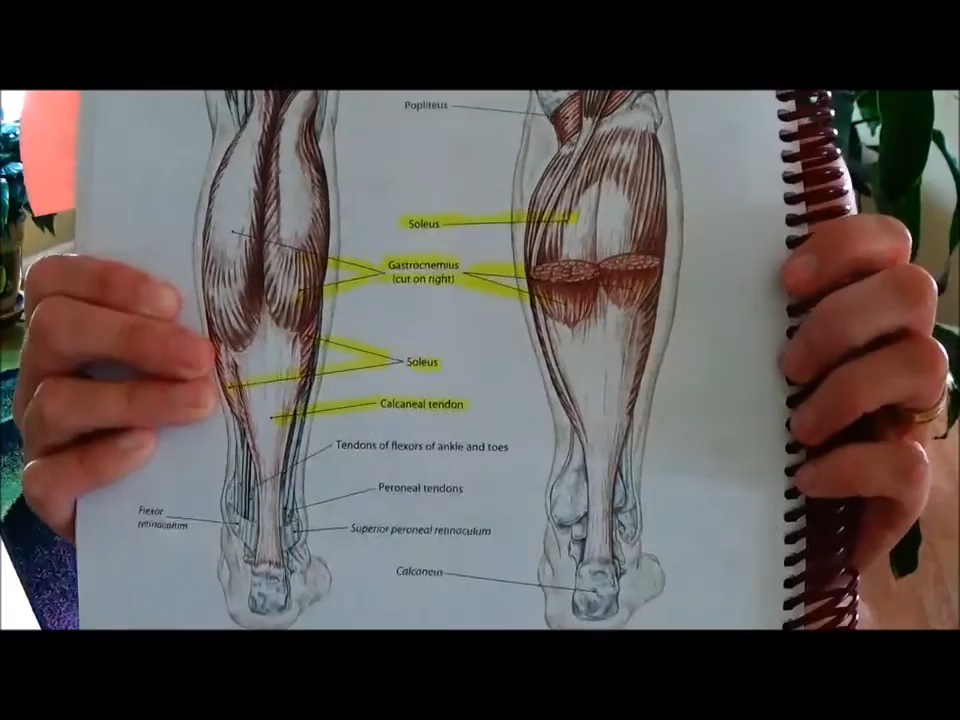 Popliteus
Soleus
Gastrocnemius
(cut on right)
Soleus
Calcaneal tendon
Tendons of flexors of ankle and toes
Peroneal tendons
Flexor
retinaculum
Superior peroneal retinaculum
Calcaneus